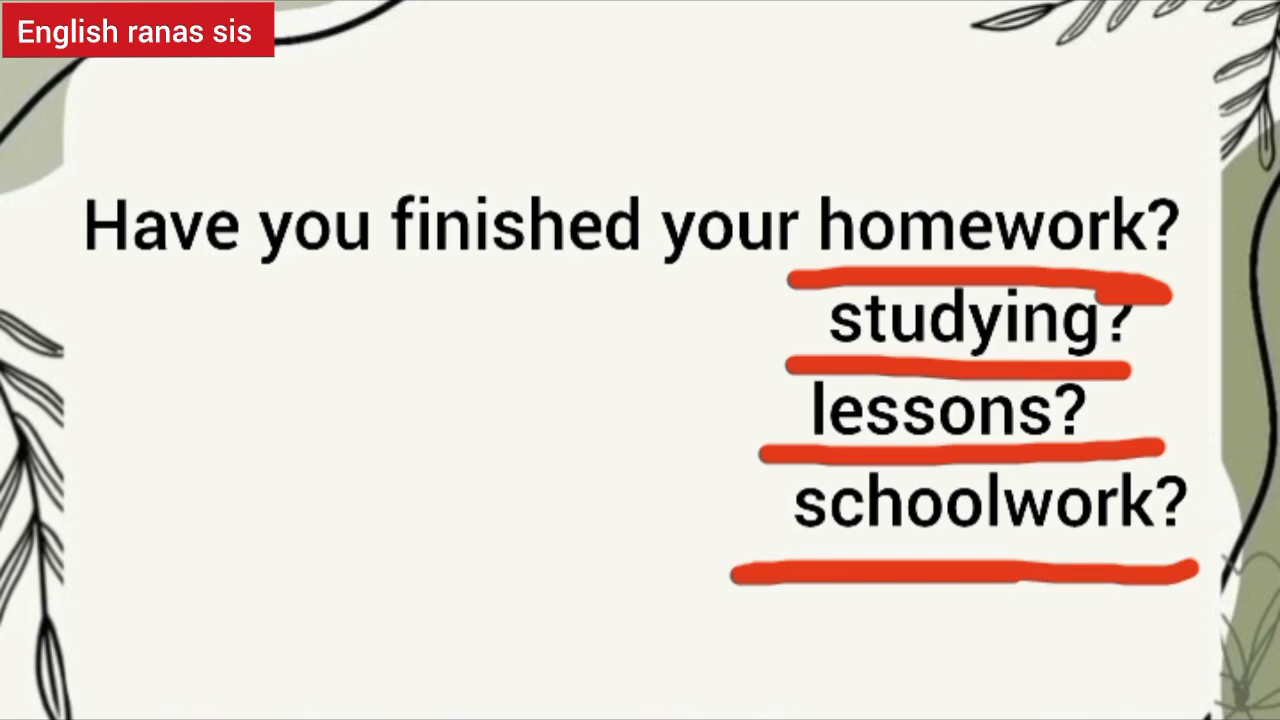 English ranas sis
Have you finished your homework?
studying?
lessons?
schoolwork?